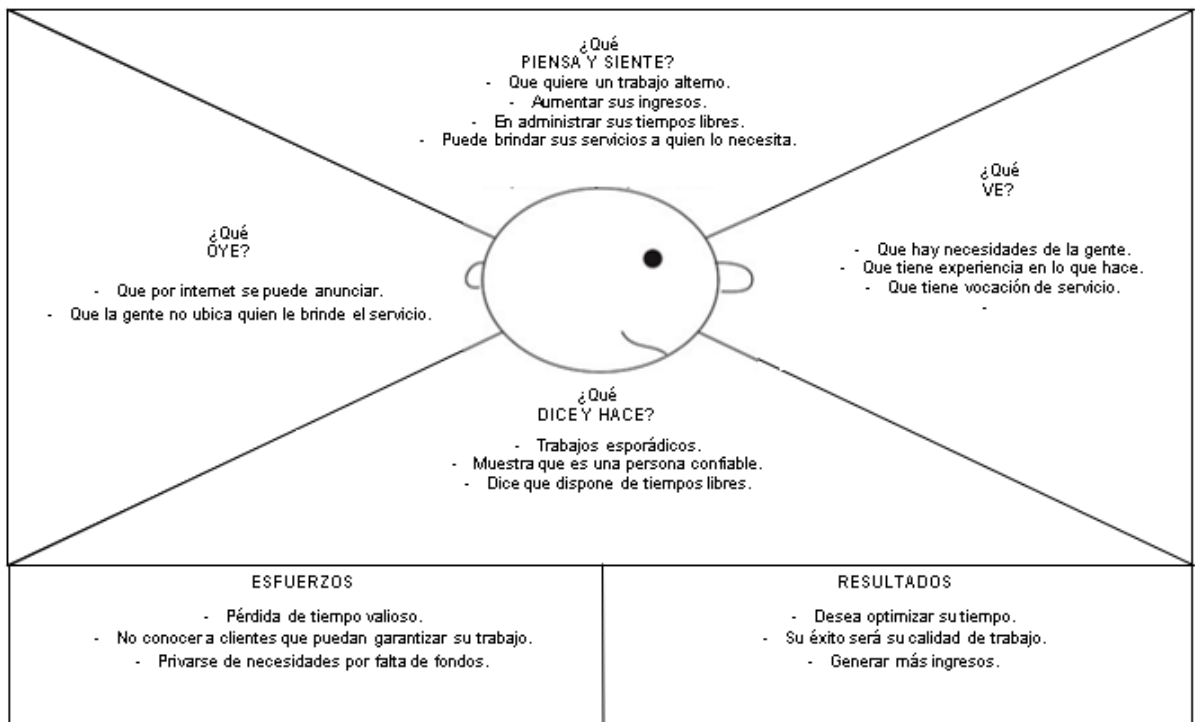 ¿Qué
PIENSA Y SIENTE?
- Que quiere un trabajo alterno.
- Aumentar sus ingresos.
- En administrar sus tiempos libres.
- Puede brindar sus servicios a quien lo necesita.
¿Qué
VE?
- Que hay necesidades de la gente.
- Que tiene experiencia en lo que hace.
- Que tiene vocación de servicio.
-
¿Qué
OYE?
- Que por internet se puede anunciar.
- Que la gente no ubica quien le brinde el servicio.
¿Qué
DICE Y HACE?
- Trabajos esporádicos.
- Muestra que es una persona confiable.
- Dice que dispone de tiempos libres.
ESFUERZOS
- Pérdida de tiempo valioso.
- No conocer a clientes que puedan garantizar su trabajo.
- Privarse de necesidades por falta de fondos.
RESULTADOS
- Desea optimizar su tiempo.
- Su éxito será su calidad de trabajo.
- Generar más ingresos.